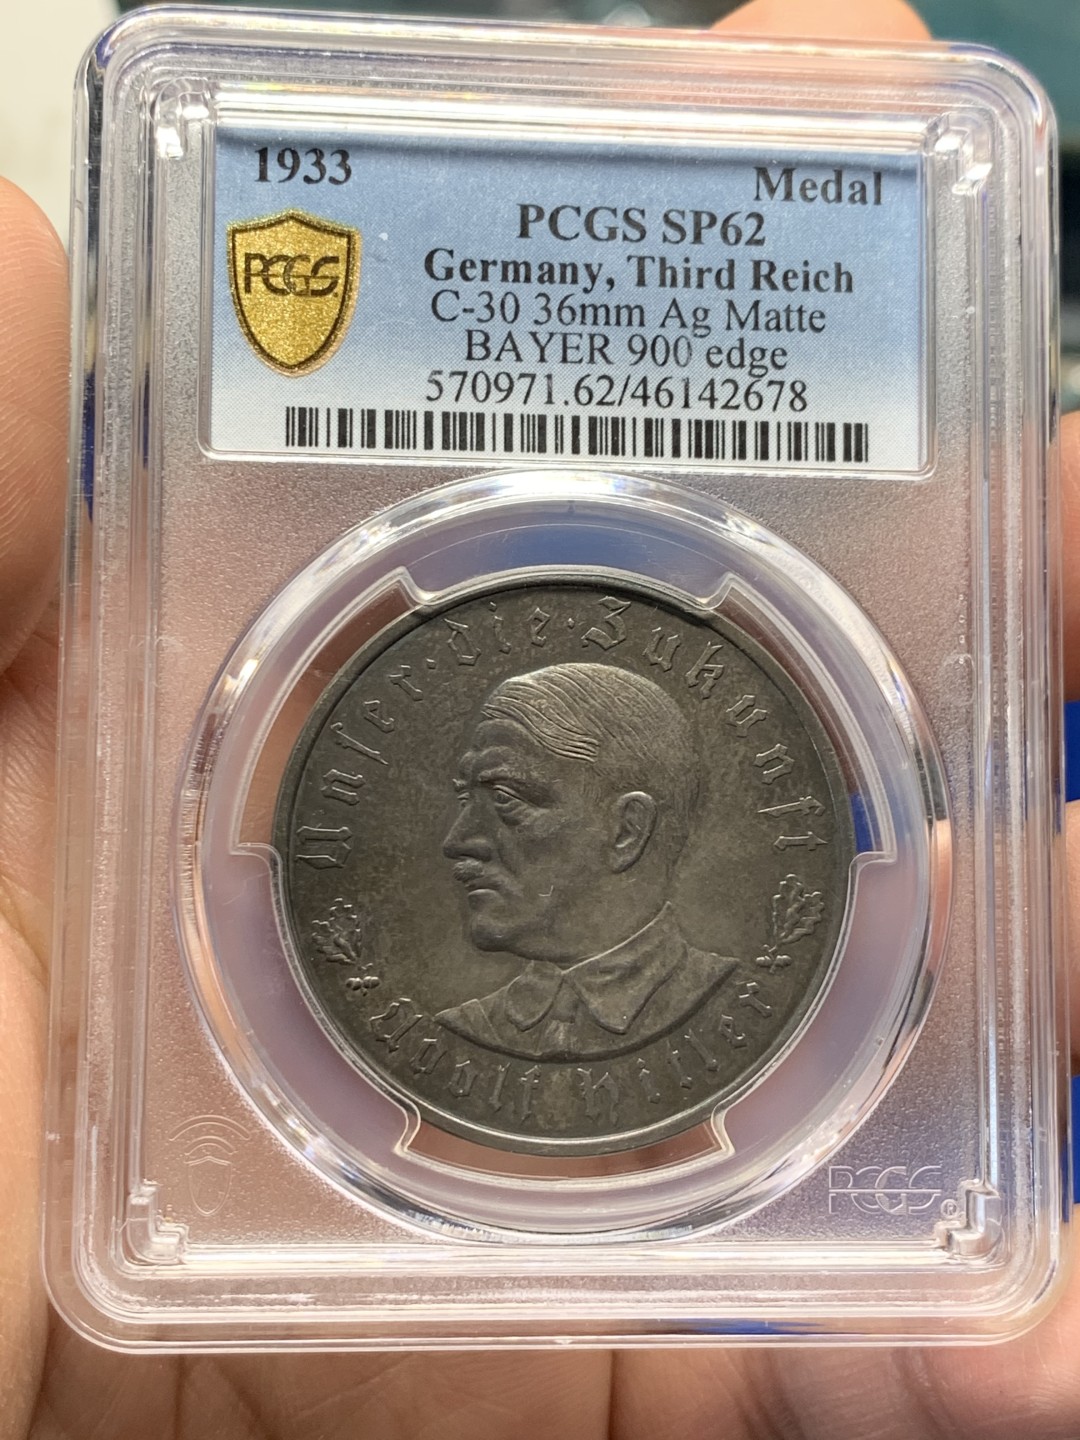 1933
Medal
PCGS SP62
PCGS
Germany, Third Reich
C-30 36mm Ag Matte
BAYER 900 edge
570971.62/46142678
Unser·die·Zukunft
Adolf Hitler
PCGS®